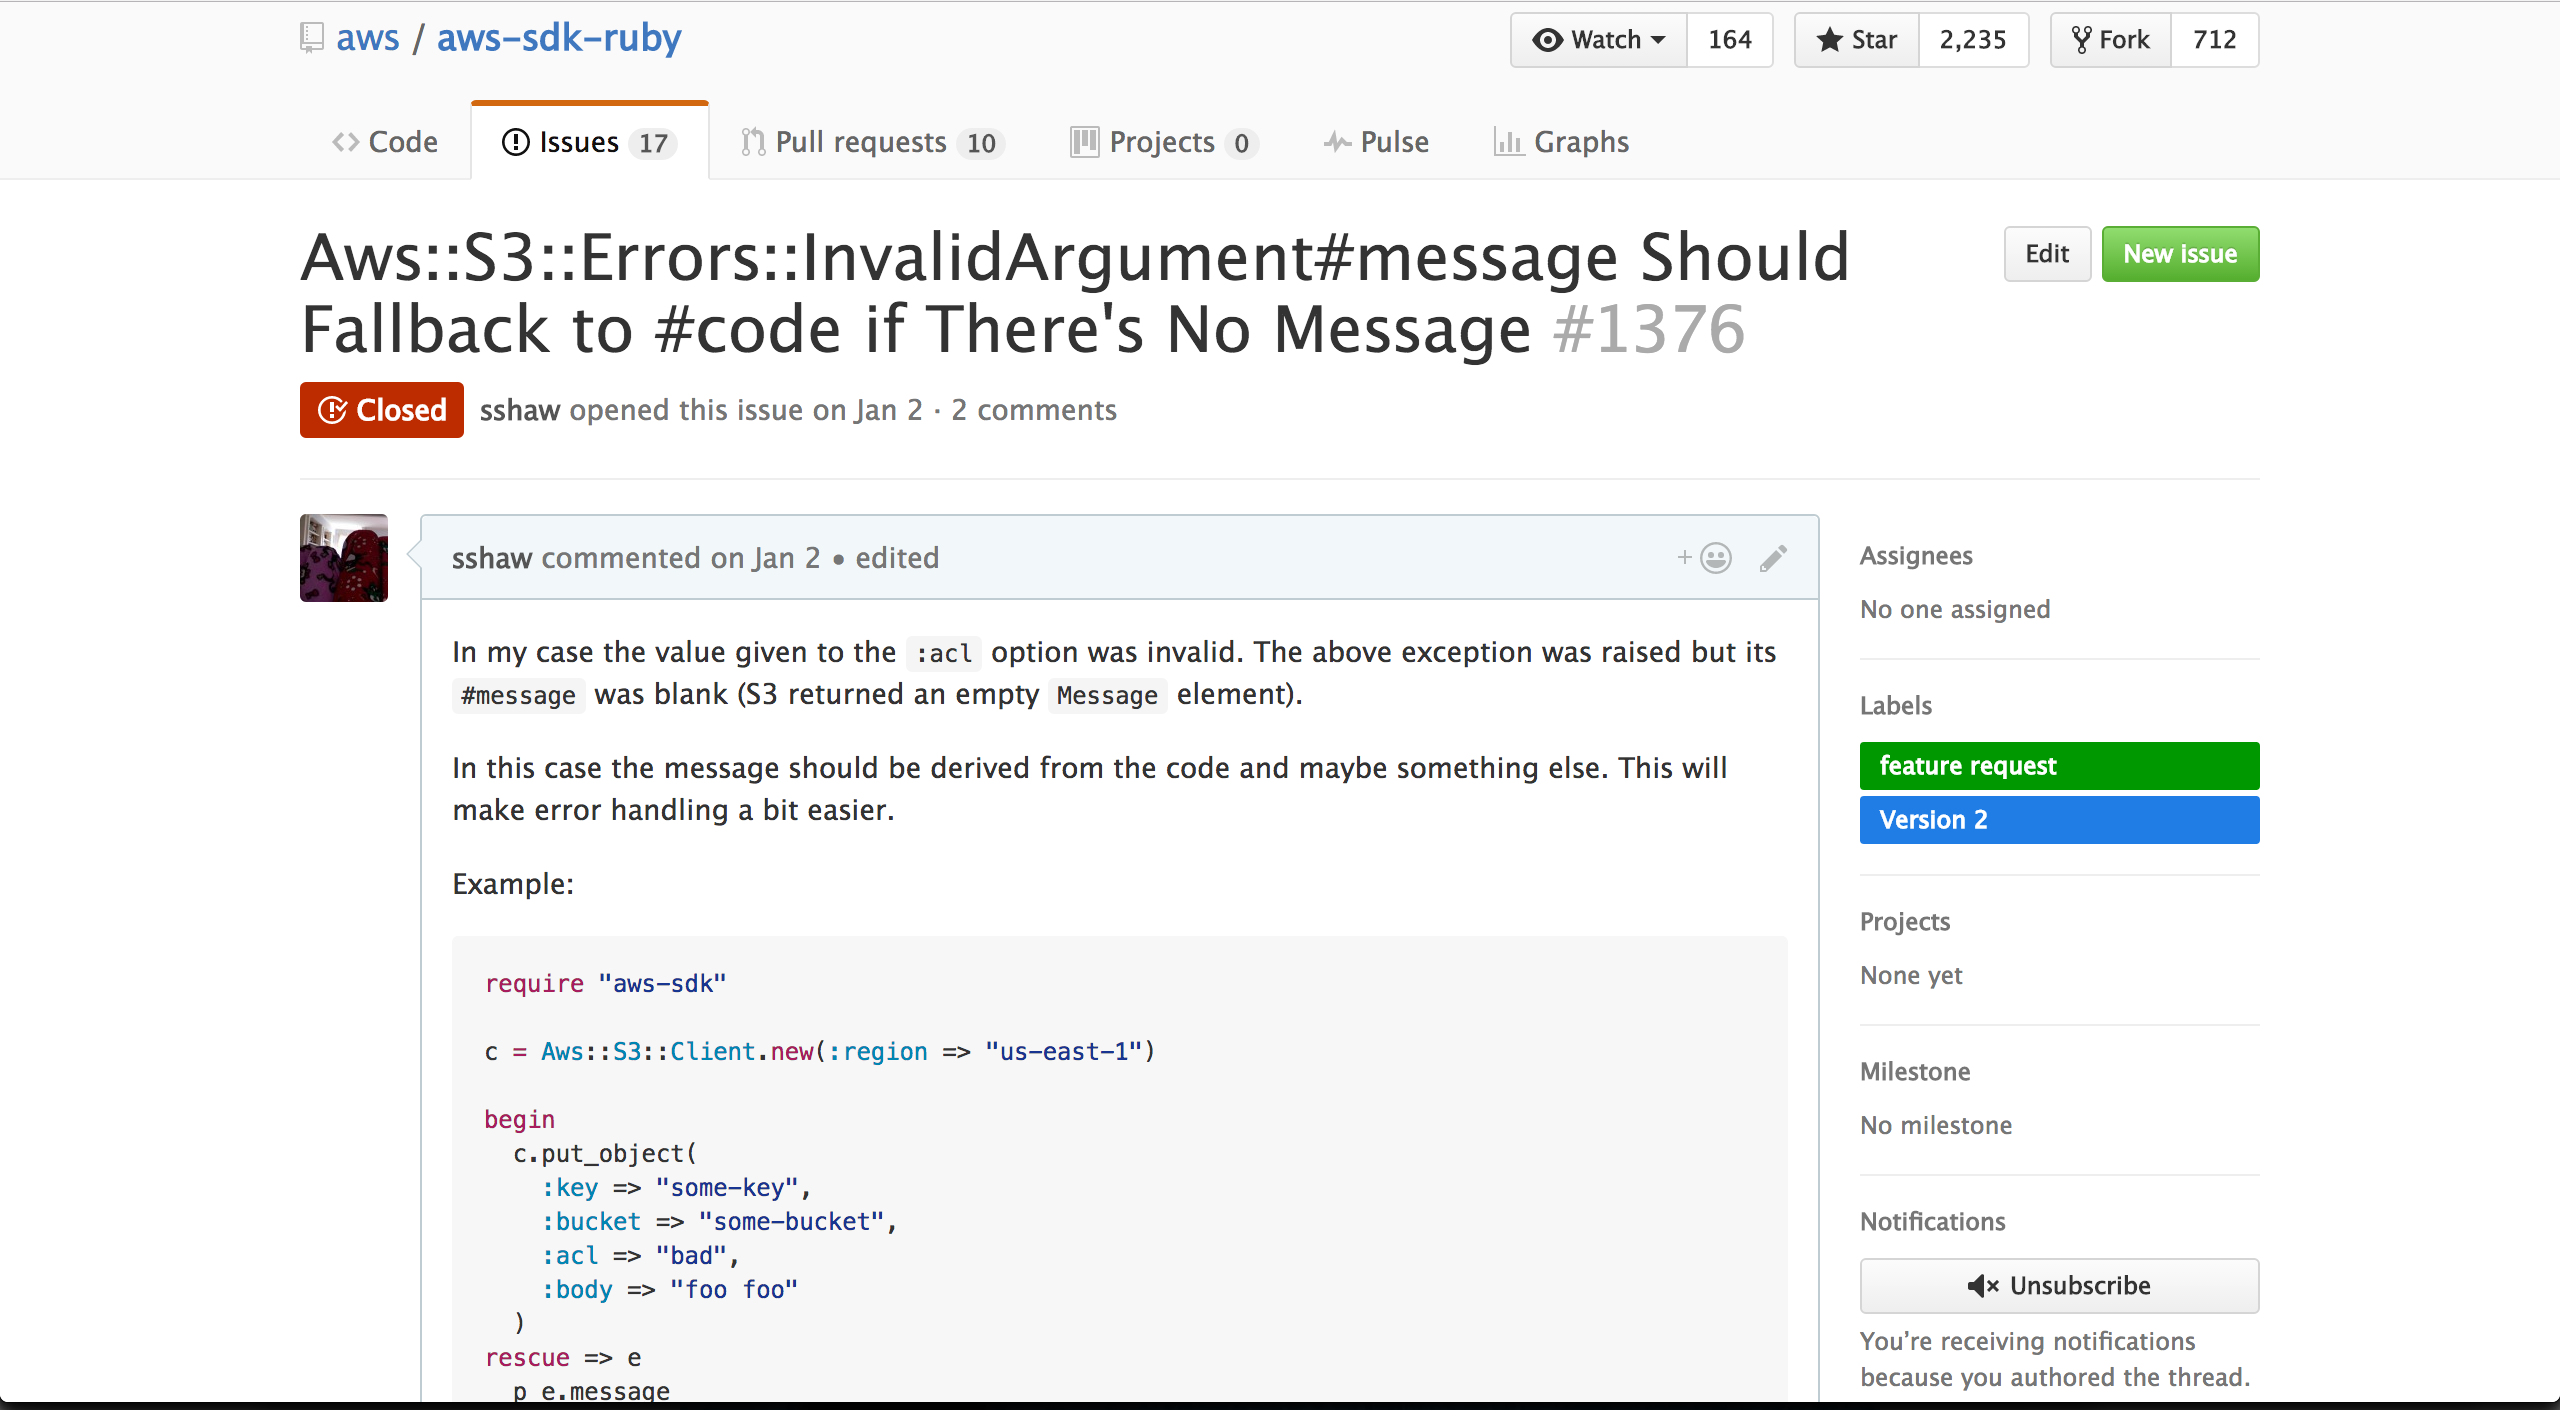 aws / aws-sdk-ruby
Watch 164 Star 2,235 Fork 712
Code Issues 17 Pull requests 10 Projects 0 Pulse Graphs
Aws::S3::Errors::InvalidArgument#message Should
Fallback to #code if There's No Message #1376
Edit New issue
Closed sshaw opened this issue on Jan 2 · 2 comments
sshaw commented on Jan 2 • edited
In my case the value given to the :acl option was invalid. The above exception was raised but its
#message was blank (S3 returned an empty Message element).
In this case the message should be derived from the code and maybe something else. This will
make error handling a bit easier.
Example:
require "aws-sdk"
c = Aws::S3::Client.new(:region => "us-east-1")
begin
c.put_object(
:key => "some-key",
:bucket => "some-bucket",
:acl => "bad",
:body => "foo foo"
)
rescue => e
p e.message
Assignees
No one assigned
Labels
feature request
Version 2
Projects
None yet
Milestone
No milestone
Notifications
Unsubscribe
You’re receiving notifications
because you authored the thread.